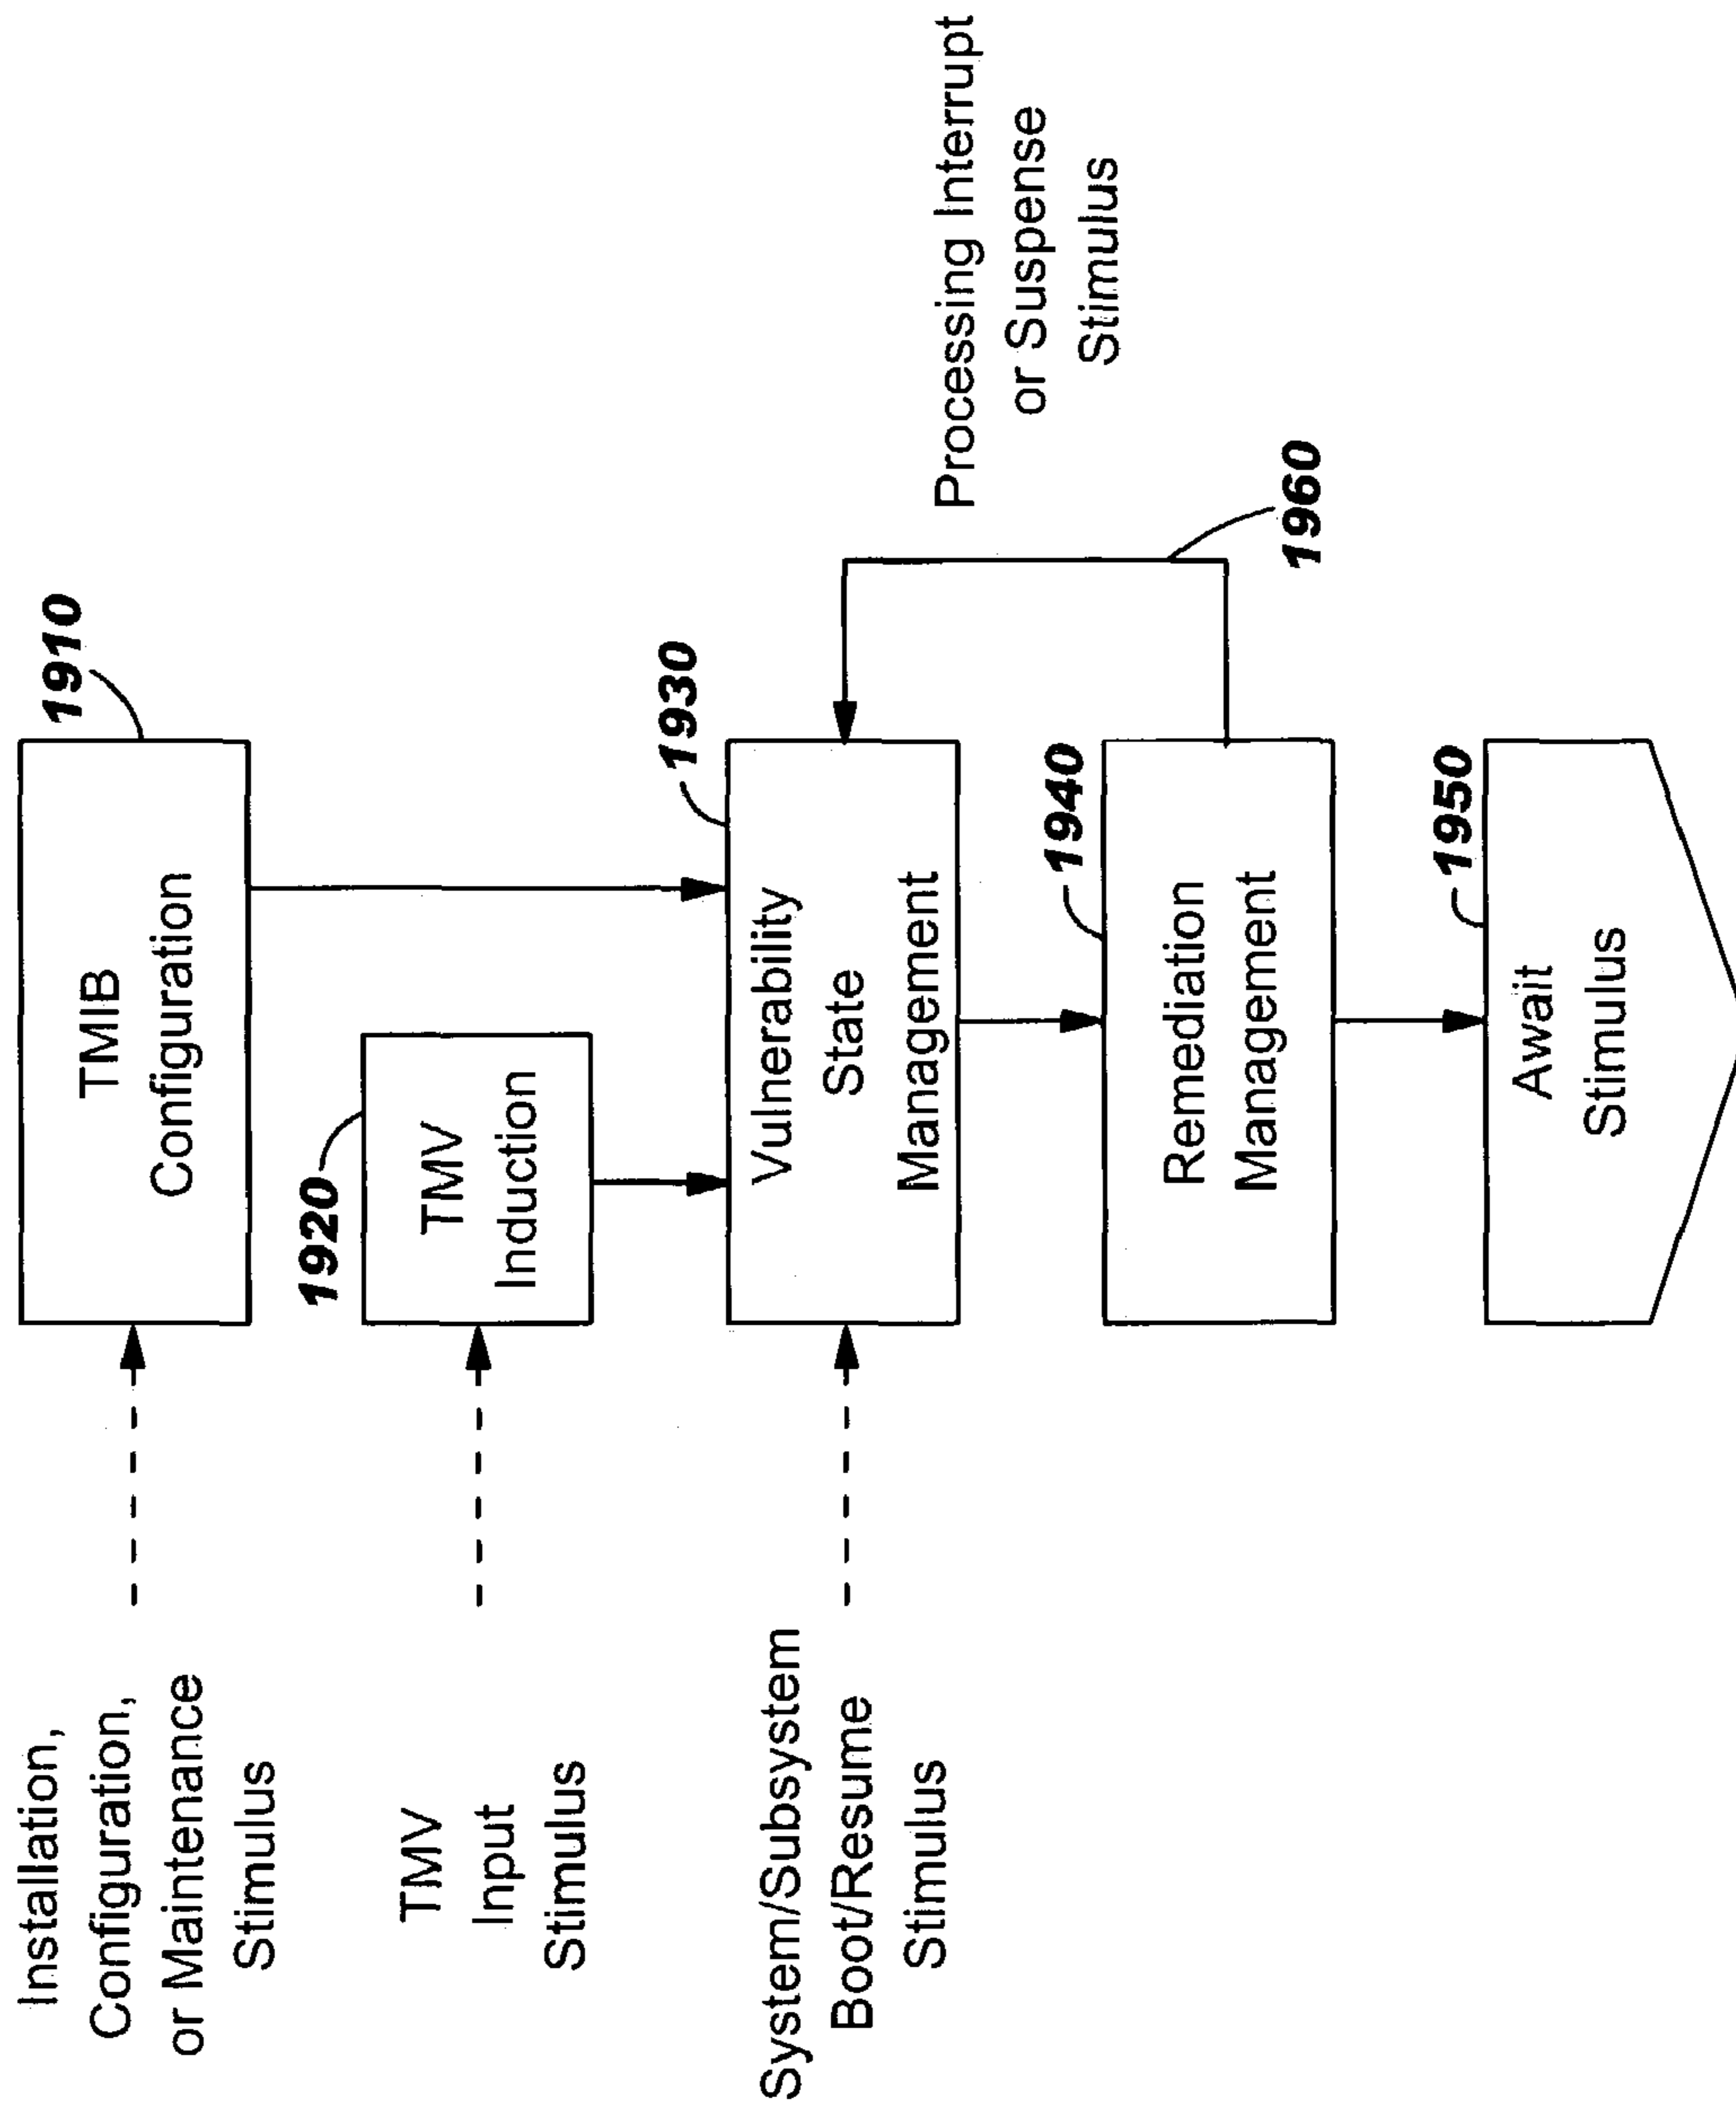 Installation,
Configuration,
or Maintenance
Stimulus
TMIB
Configuration
1910
TMV
Input
Stimulus
1920
TMV
Induction
System/Subsystem
Boot/Resume
Stimulus
Vulnerability
State
Management
1930
Processing Interrupt
or Suspense
Stimulus
Remediation
Management
1940
1960
Await
Stimulus
1950